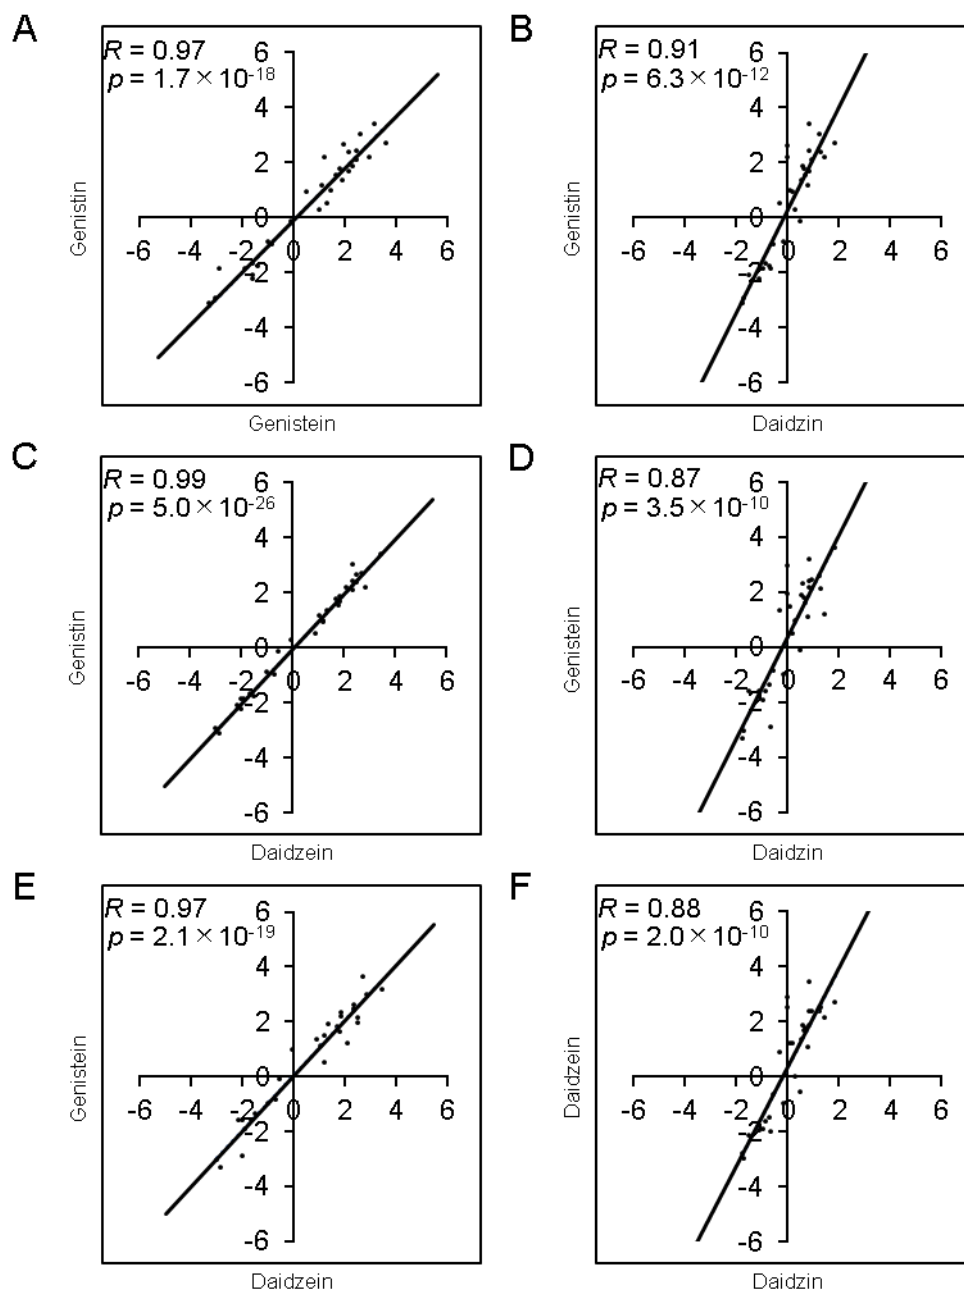 A
R = 0.97
p = 1.7×10-18
6
4
2
0
-6 -4 -2 0 2 4 6
-2
-4
-6
Genistin
Genistein
B
R = 0.91
p = 6.3×10-12
6
4
2
0
-6 -4 -2 0 2 4 6
-2
-4
-6
Genistin
Daidzin
C
R = 0.99
p = 5.0×10-26
6
4
2
0
-6 -4 -2 0 2 4 6
-2
-4
-6
Genistin
Daidzein
D
R = 0.87
p = 3.5×10-10
6
4
2
0
-6 -4 -2 0 2 4 6
-2
-4
-6
Genistein
Daidzin
E
R = 0.97
p = 2.1×10-19
6
4
2
0
-6 -4 -2 0 2 4 6
-2
-4
-6
Genistein
Daidzein
F
R = 0.88
p = 2.0×10-10
6
4
2
0
-6 -4 -2 0 2 4 6
-2
-4
-6
Daidzein
Daidzin